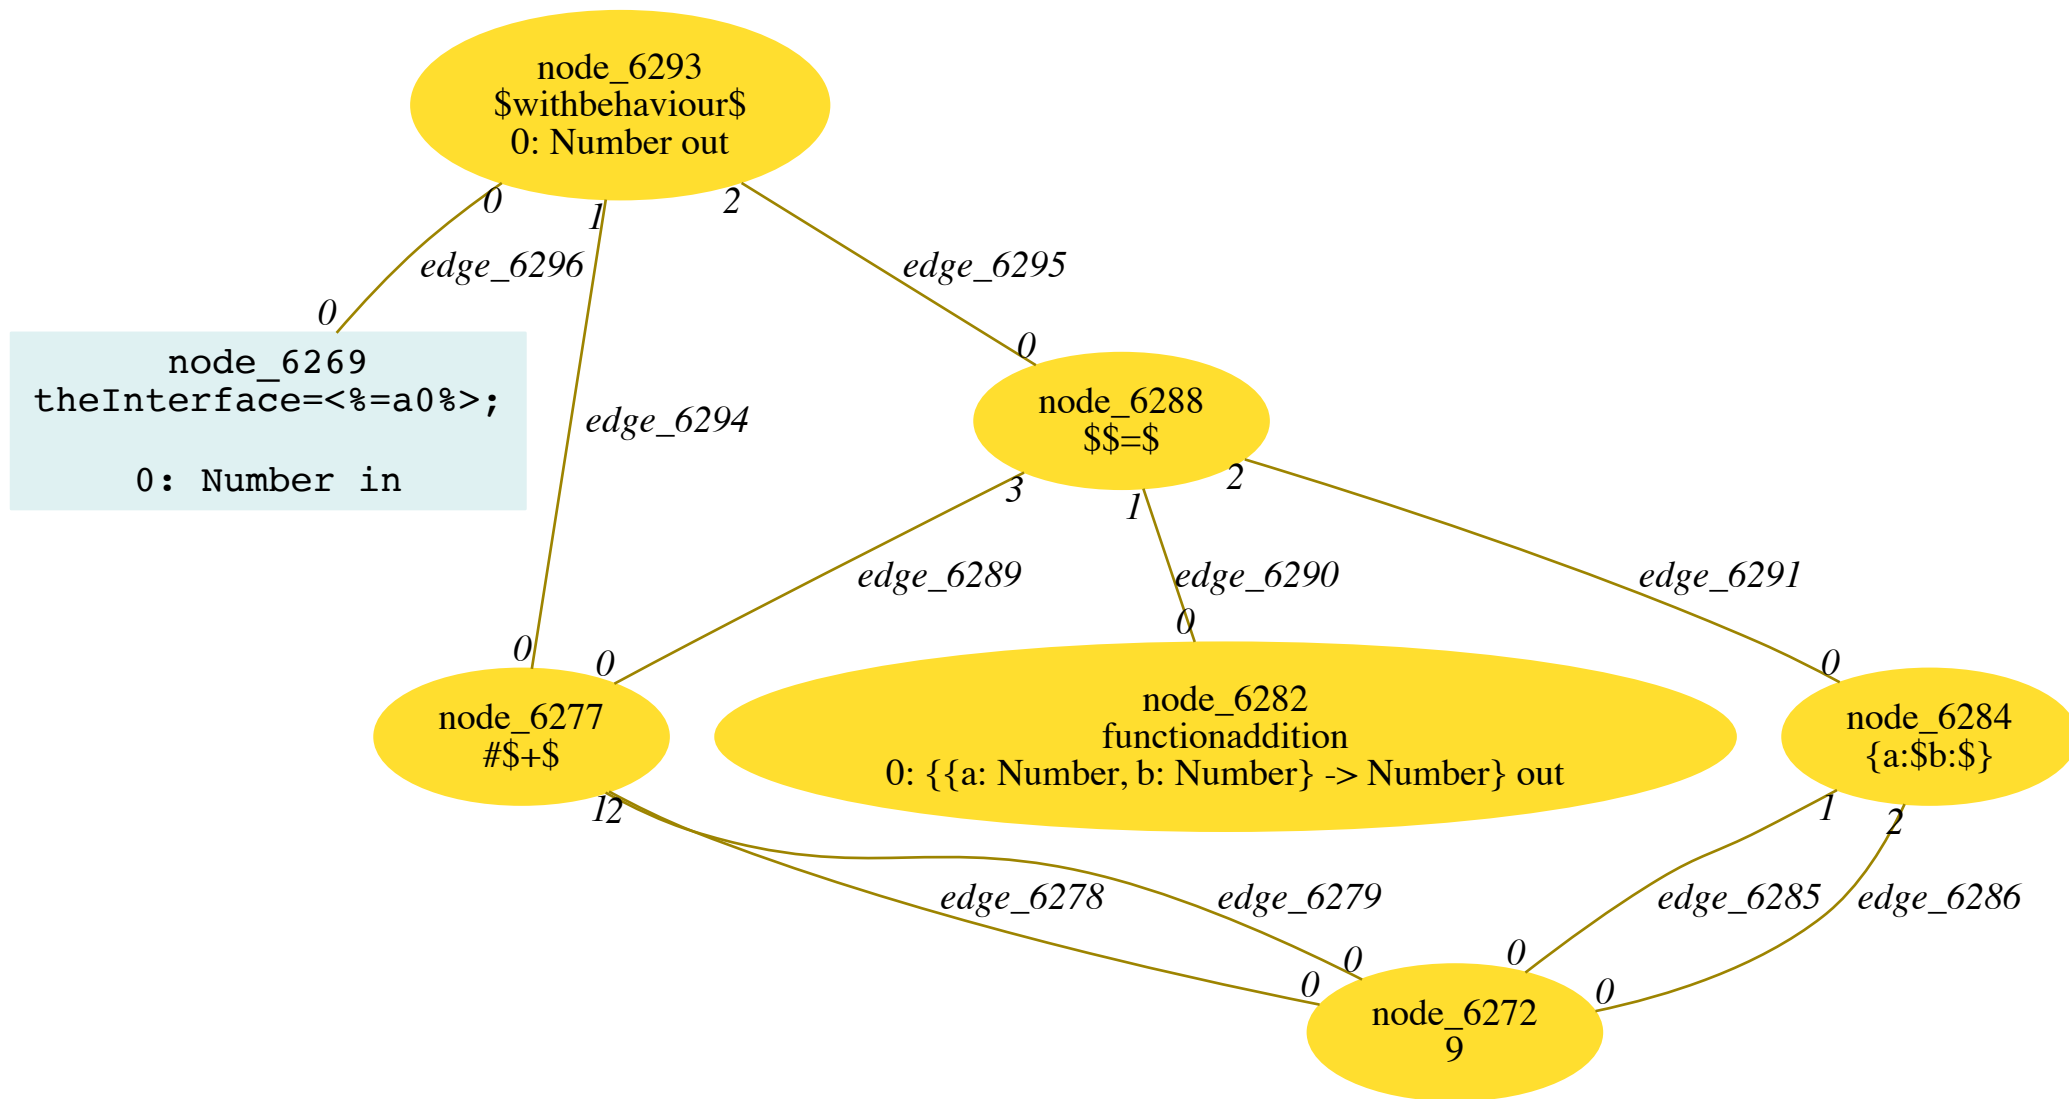 node_6293
$withbehaviour$
0: Number out
0
1
2
edge_6296
edge_6295
0
0
node_6269
theInterface=<%=a0%>;
0: Number in
edge_6294
node_6288
$$=$
3
1
2
edge_6289
edge_6290
edge_6291
0
0
0
0
node_6277
#$+$
node_6282
functionaddition
0: {{a: Number, b: Number} -> Number} out
node_6284
{a:$b:$}
1
2
1
2
edge_6278
edge_6279
edge_6285
edge_6286
0
0
0
0
node_6272
9